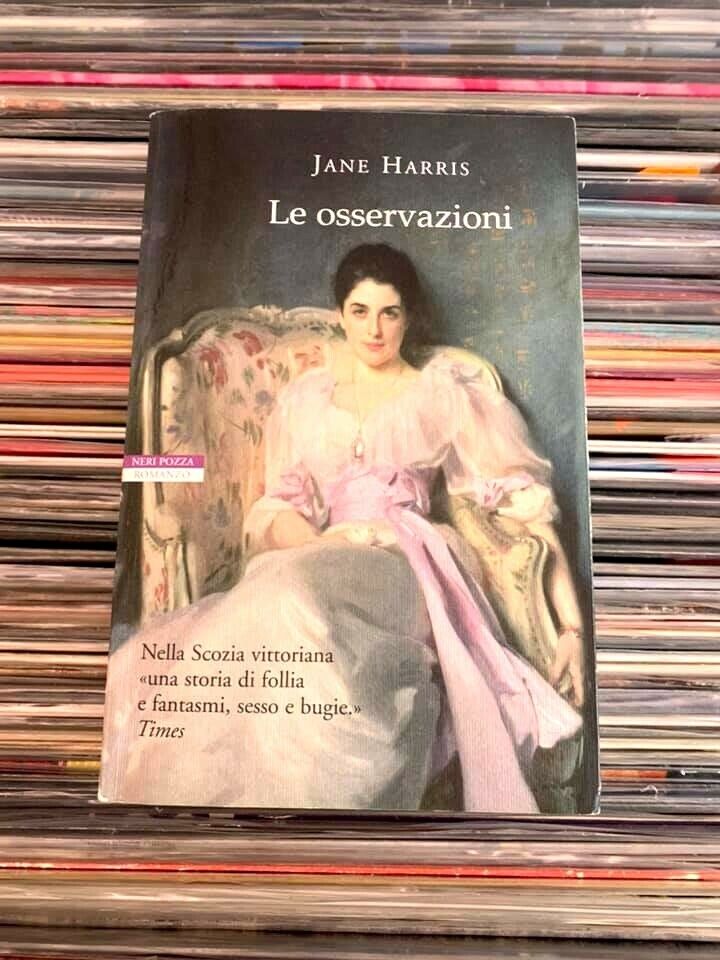 JANE HARRIS
Le osservazioni
NERI POZZA
ROMANZO
Nella Scozia vittoriana
«una storia di follia
e fantasmi, sesso e bugie.»
Times